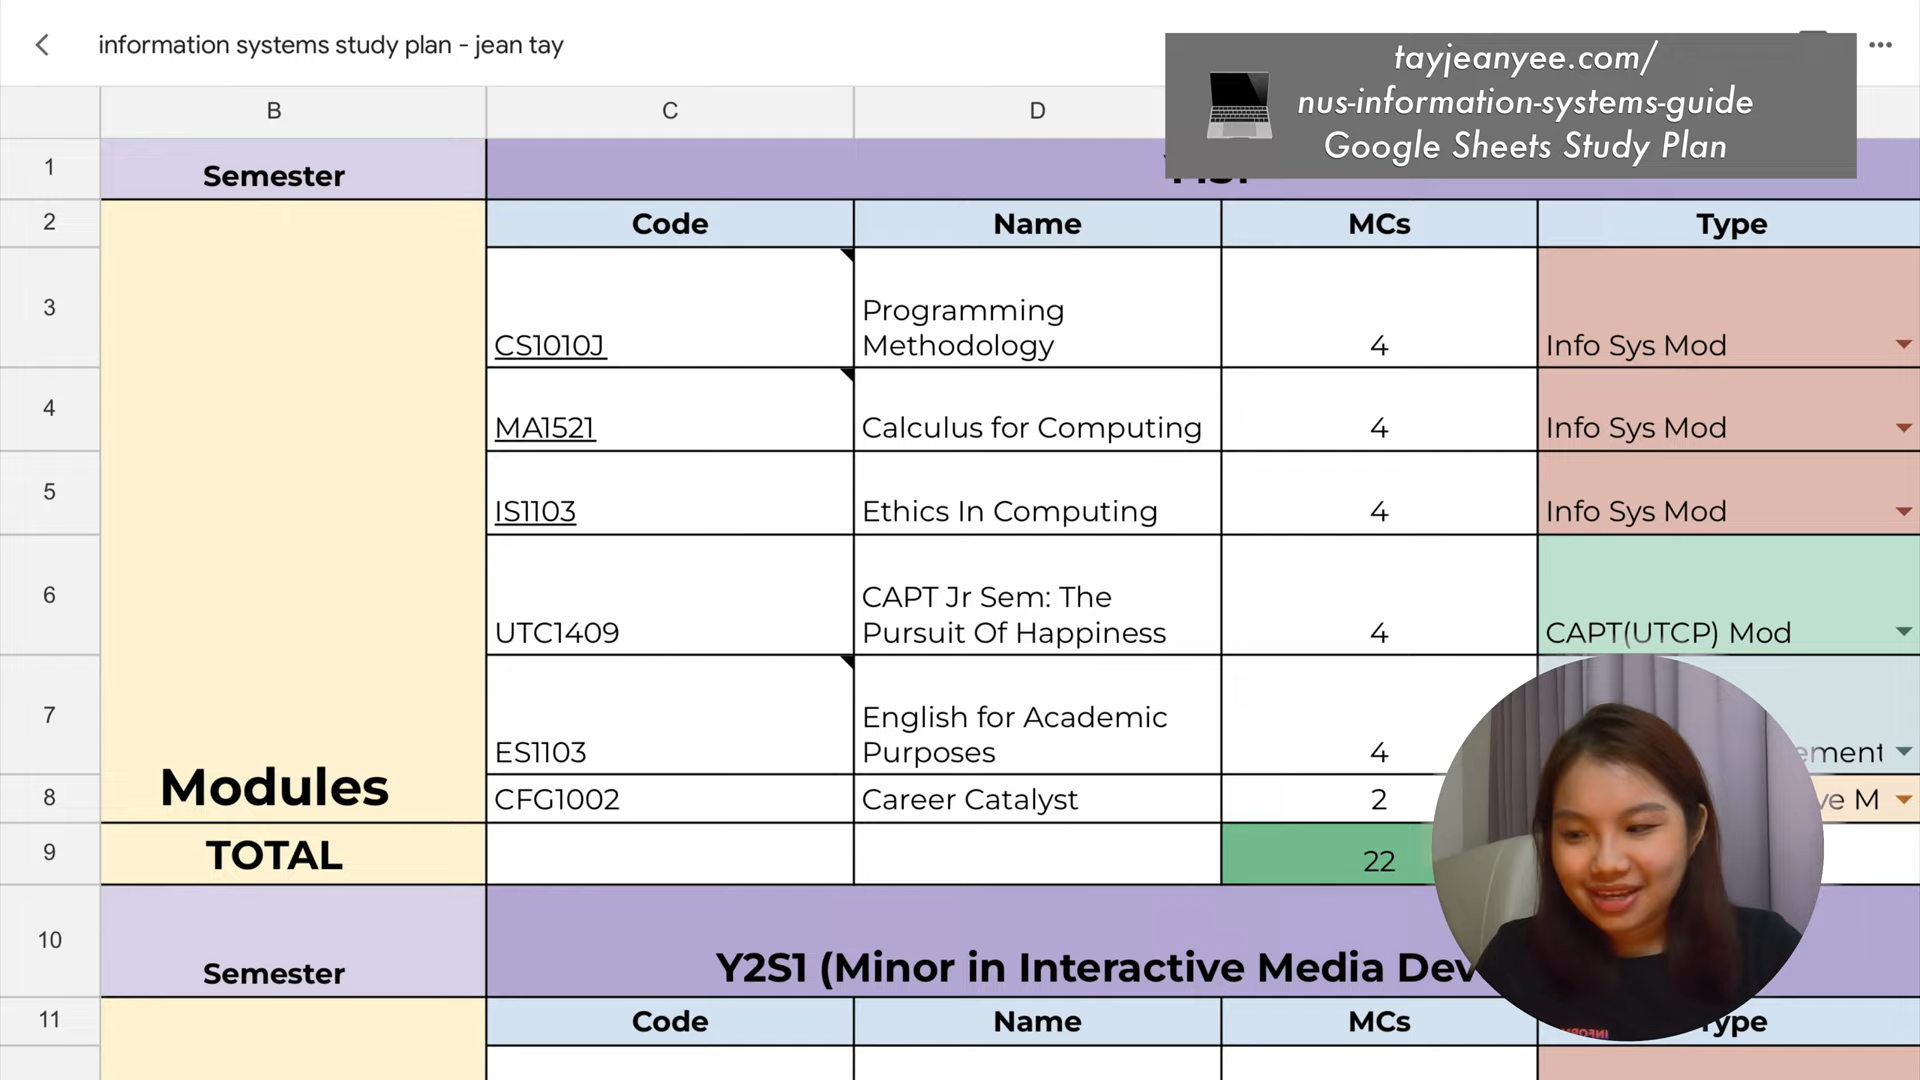 information systems study plan - jean tay
tayjeanyee.com/
nus-information-systems-guide
Google Sheets Study Plan
B C D
1 Semester
2 Code Name MCs Type
3 CS1010J Programming Methodology 4 Info Sys Mod
4 MA1521 Calculus for Computing 4 Info Sys Mod
5 IS1103 Ethics In Computing 4 Info Sys Mod
6 UTC1409 CAPT Jr Sem: The Pursuit Of Happiness 4 CAPT(UTCP) Mod
7 ES1103 English for Academic Purposes 4 ement
8 Modules CFG1002 Career Catalyst 2 ve M
9 TOTAL 22
10 Semester Y2S1 (Minor in Interactive Media Dev
11 Code Name MCs Type